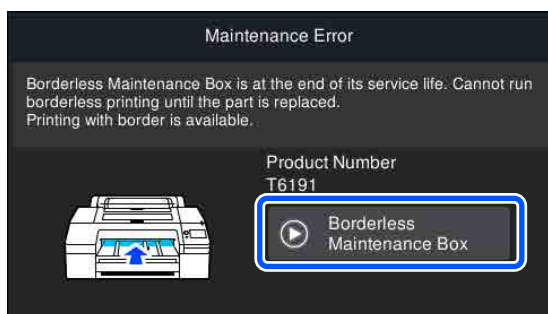 Maintenance Error
Borderless Maintenance Box is at the end of its service life. Cannot run
borderless printing until the part is replaced.
Printing with border is available.
Product Number
T6191
Borderless
Maintenance Box